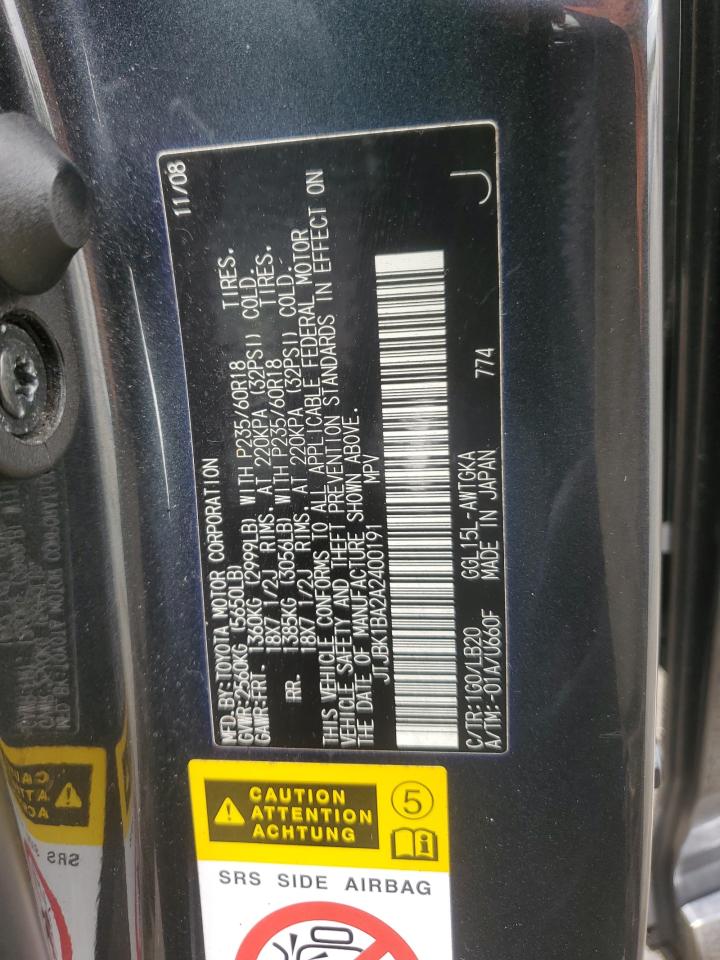 11/08
MFD.BY:TOYOTA MOTOR CORPORATION
GVWR:2560KG (5650LB)
GAWR:FRT. 1360KG (2999LB) WITH P235/60R18 TIRES.
18X7 1/2J RIMS. AT 220KPA (32PSI) COLD.
RR. 1385KG (3056LB) WITH P235/60R18 TIRES.
18X7 1/2J RIMS. AT 220KPA (32PSI) COLD.
THIS VEHICLE CONFORMS TO ALL APPLICABLE FEDERAL MOTOR
VEHICLE SAFETY AND THEFT PREVENTION STANDARDS IN EFFECT ON
THE DATE OF MANUFACTURE SHOWN ABOVE.
JTJBK1BA2A2400191 MPV
C/TR:1G0/LB20 GGL15L-AWTGKA 774
A/TM:-01A/U660F MADE IN JAPAN
J
CAUTION
ATTENTION
ACHTUNG
5
i
SRS SIDE AIRBAG